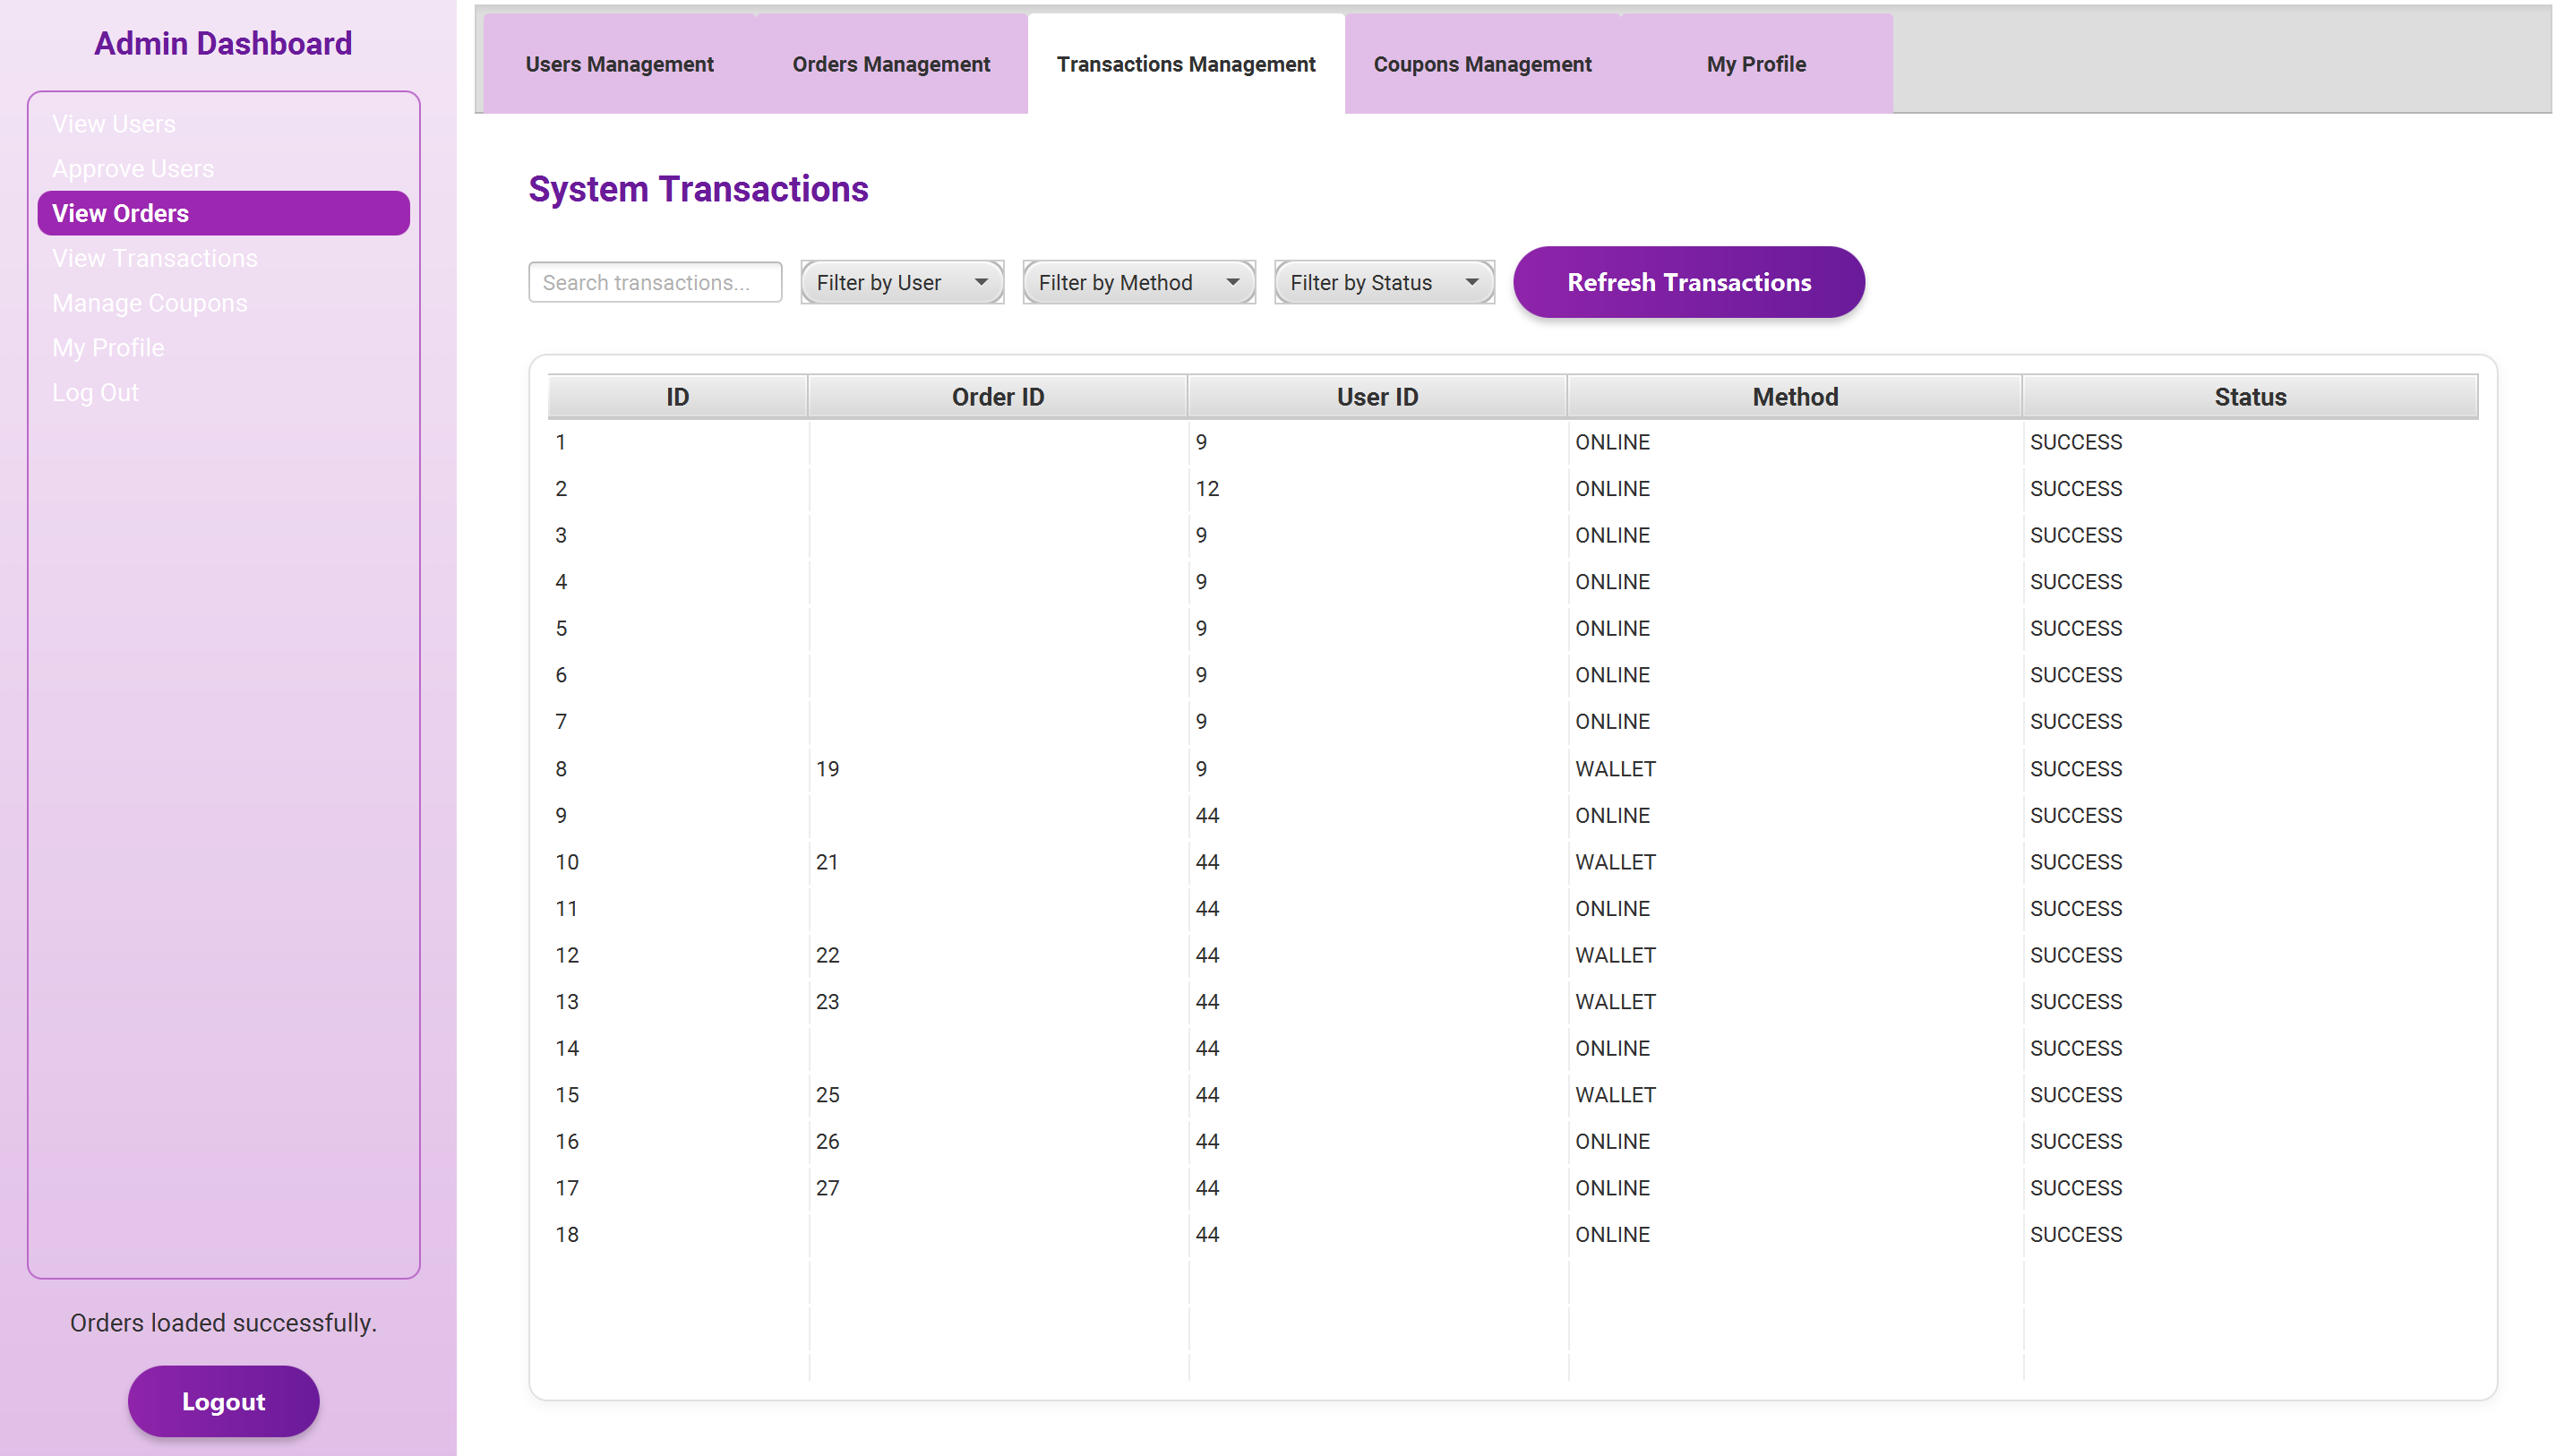 Admin Dashboard
View Users
Approve Users
View Orders
View Transactions
Manage Coupons
My Profile
Log Out
Orders loaded successfully.
Logout
Users Management Orders Management Transactions Management Coupons Management My Profile
System Transactions
Search transactions... Filter by User Filter by Method Filter by Status Refresh Transactions
ID Order ID User ID Method Status
1 9 ONLINE SUCCESS
2 12 ONLINE SUCCESS
3 9 ONLINE SUCCESS
4 9 ONLINE SUCCESS
5 9 ONLINE SUCCESS
6 9 ONLINE SUCCESS
7 9 ONLINE SUCCESS
8 19 9 WALLET SUCCESS
9 44 ONLINE SUCCESS
10 21 44 WALLET SUCCESS
11 44 ONLINE SUCCESS
12 22 44 WALLET SUCCESS
13 23 44 WALLET SUCCESS
14 44 ONLINE SUCCESS
15 25 44 WALLET SUCCESS
16 26 44 ONLINE SUCCESS
17 27 44 ONLINE SUCCESS
18 44 ONLINE SUCCESS